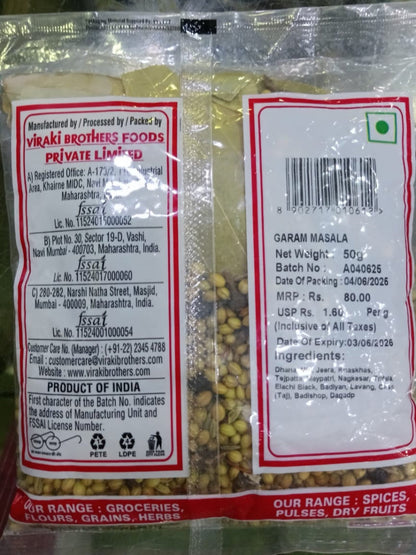 Manufactured by / Processed by / Packed by
VIRAKI BROTHERS FOODS
PRIVATE LIMITED
A) Registered Office: A-173/2, Industrial
Area, Khairne MIDC, Navi
Maharashtra,
fssai
Lic. No. 11524015000052
B) Plot No. 30, Sector 19-D, Vashi,
Navi Mumbai - 400703, Maharashtra, India.
fssai
Lic. No. 11524017000060
C) 280-282, Narshi Natha Street, Masjid,
Mumbai - 400009, Maharashtra, India.
fssai
Lic. No. 11524001000054
Customer Care No. (Manager) : (+91-22) 2345 4788
Email : customercare@virakibrothers.com
Website : www.virakibrothers.com
PRODUCT OF INDIA
First character of the Batch No. indicates
the address of Manufacturing Unit and
FSSAI License Number.
PETE LDPE
OUR RANGE : GROCERIES,
FLOURS, GRAINS, HERBS
GARAM MASALA
Net Weight : 50g
Batch No : A040625
Date Of Packing : 04/06/2025
MRP : Rs. 80.00
USP Rs. 1.60 Per g
(Inclusive of All Taxes)
Date Of Expiry: 03/06/2026
Ingredients:
Dhania, Jeera, Khaskhas,
Tejpatta, Jaypatri, Nagkesar, Trifala,
Elachi Black, Badiyan, Lavang,
(Taj), Badishop, Dagadp
OUR RANGE : SPICES,
PULSES, DRY FRUITS